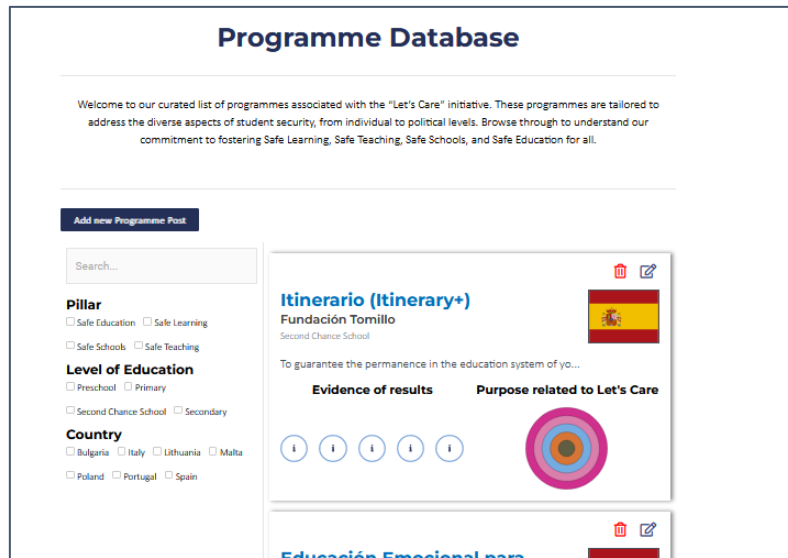 Programme Database
Welcome to our curated list of programmes associated with the “Let’s Care” initiative. These programmes are tailored to
address the diverse aspects of student security, from individual to political levels. Browse through to understand our
commitment to fostering Safe Learning, Safe Teaching, Safe Schools, and Safe Education for all.
Add new Programme Post
Search...
Pillar
Safe Education Safe Learning
Safe Schools Safe Teaching
Level of Education
Preschool Primary
Second Chance School Secondary
Country
Bulgaria Italy Lithuania Malta
Poland Portugal Spain
Itinerario (Itinerary+)
Fundación Tomillo
Second Chance School
To guarantee the permanence in the education system of yo...
Evidence of results Purpose related to Let's Care
i i i i i
Educación Emocional para